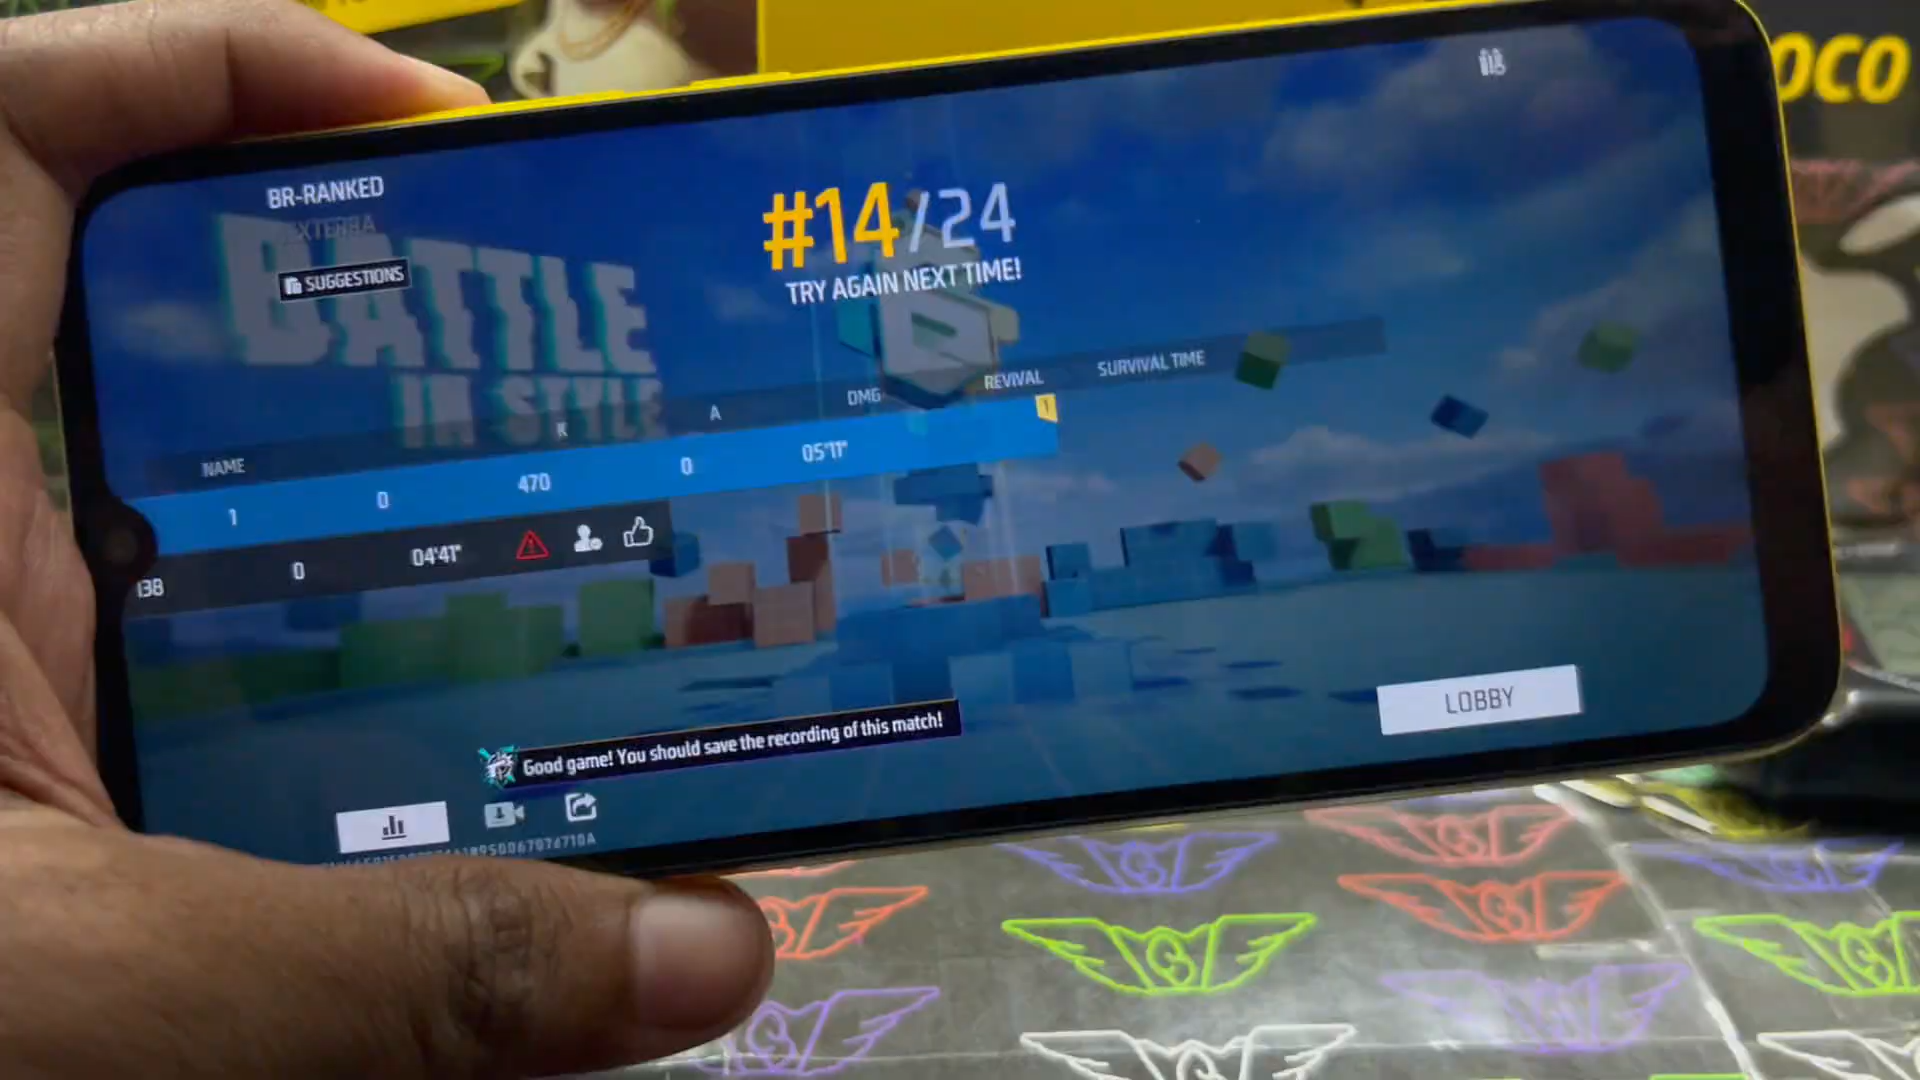 OCO
BR-RANKED
EXTERRA
SUGGESTIONS
#14/24
TRY AGAIN NEXT TIME!
BATTLE
IN STYLE
NAME K A DMG REVIVAL SURVIVAL TIME
1 0 470 0 05'11" 1
138 0 04'41"
Good game! You should save the recording of this match!
LOBBY